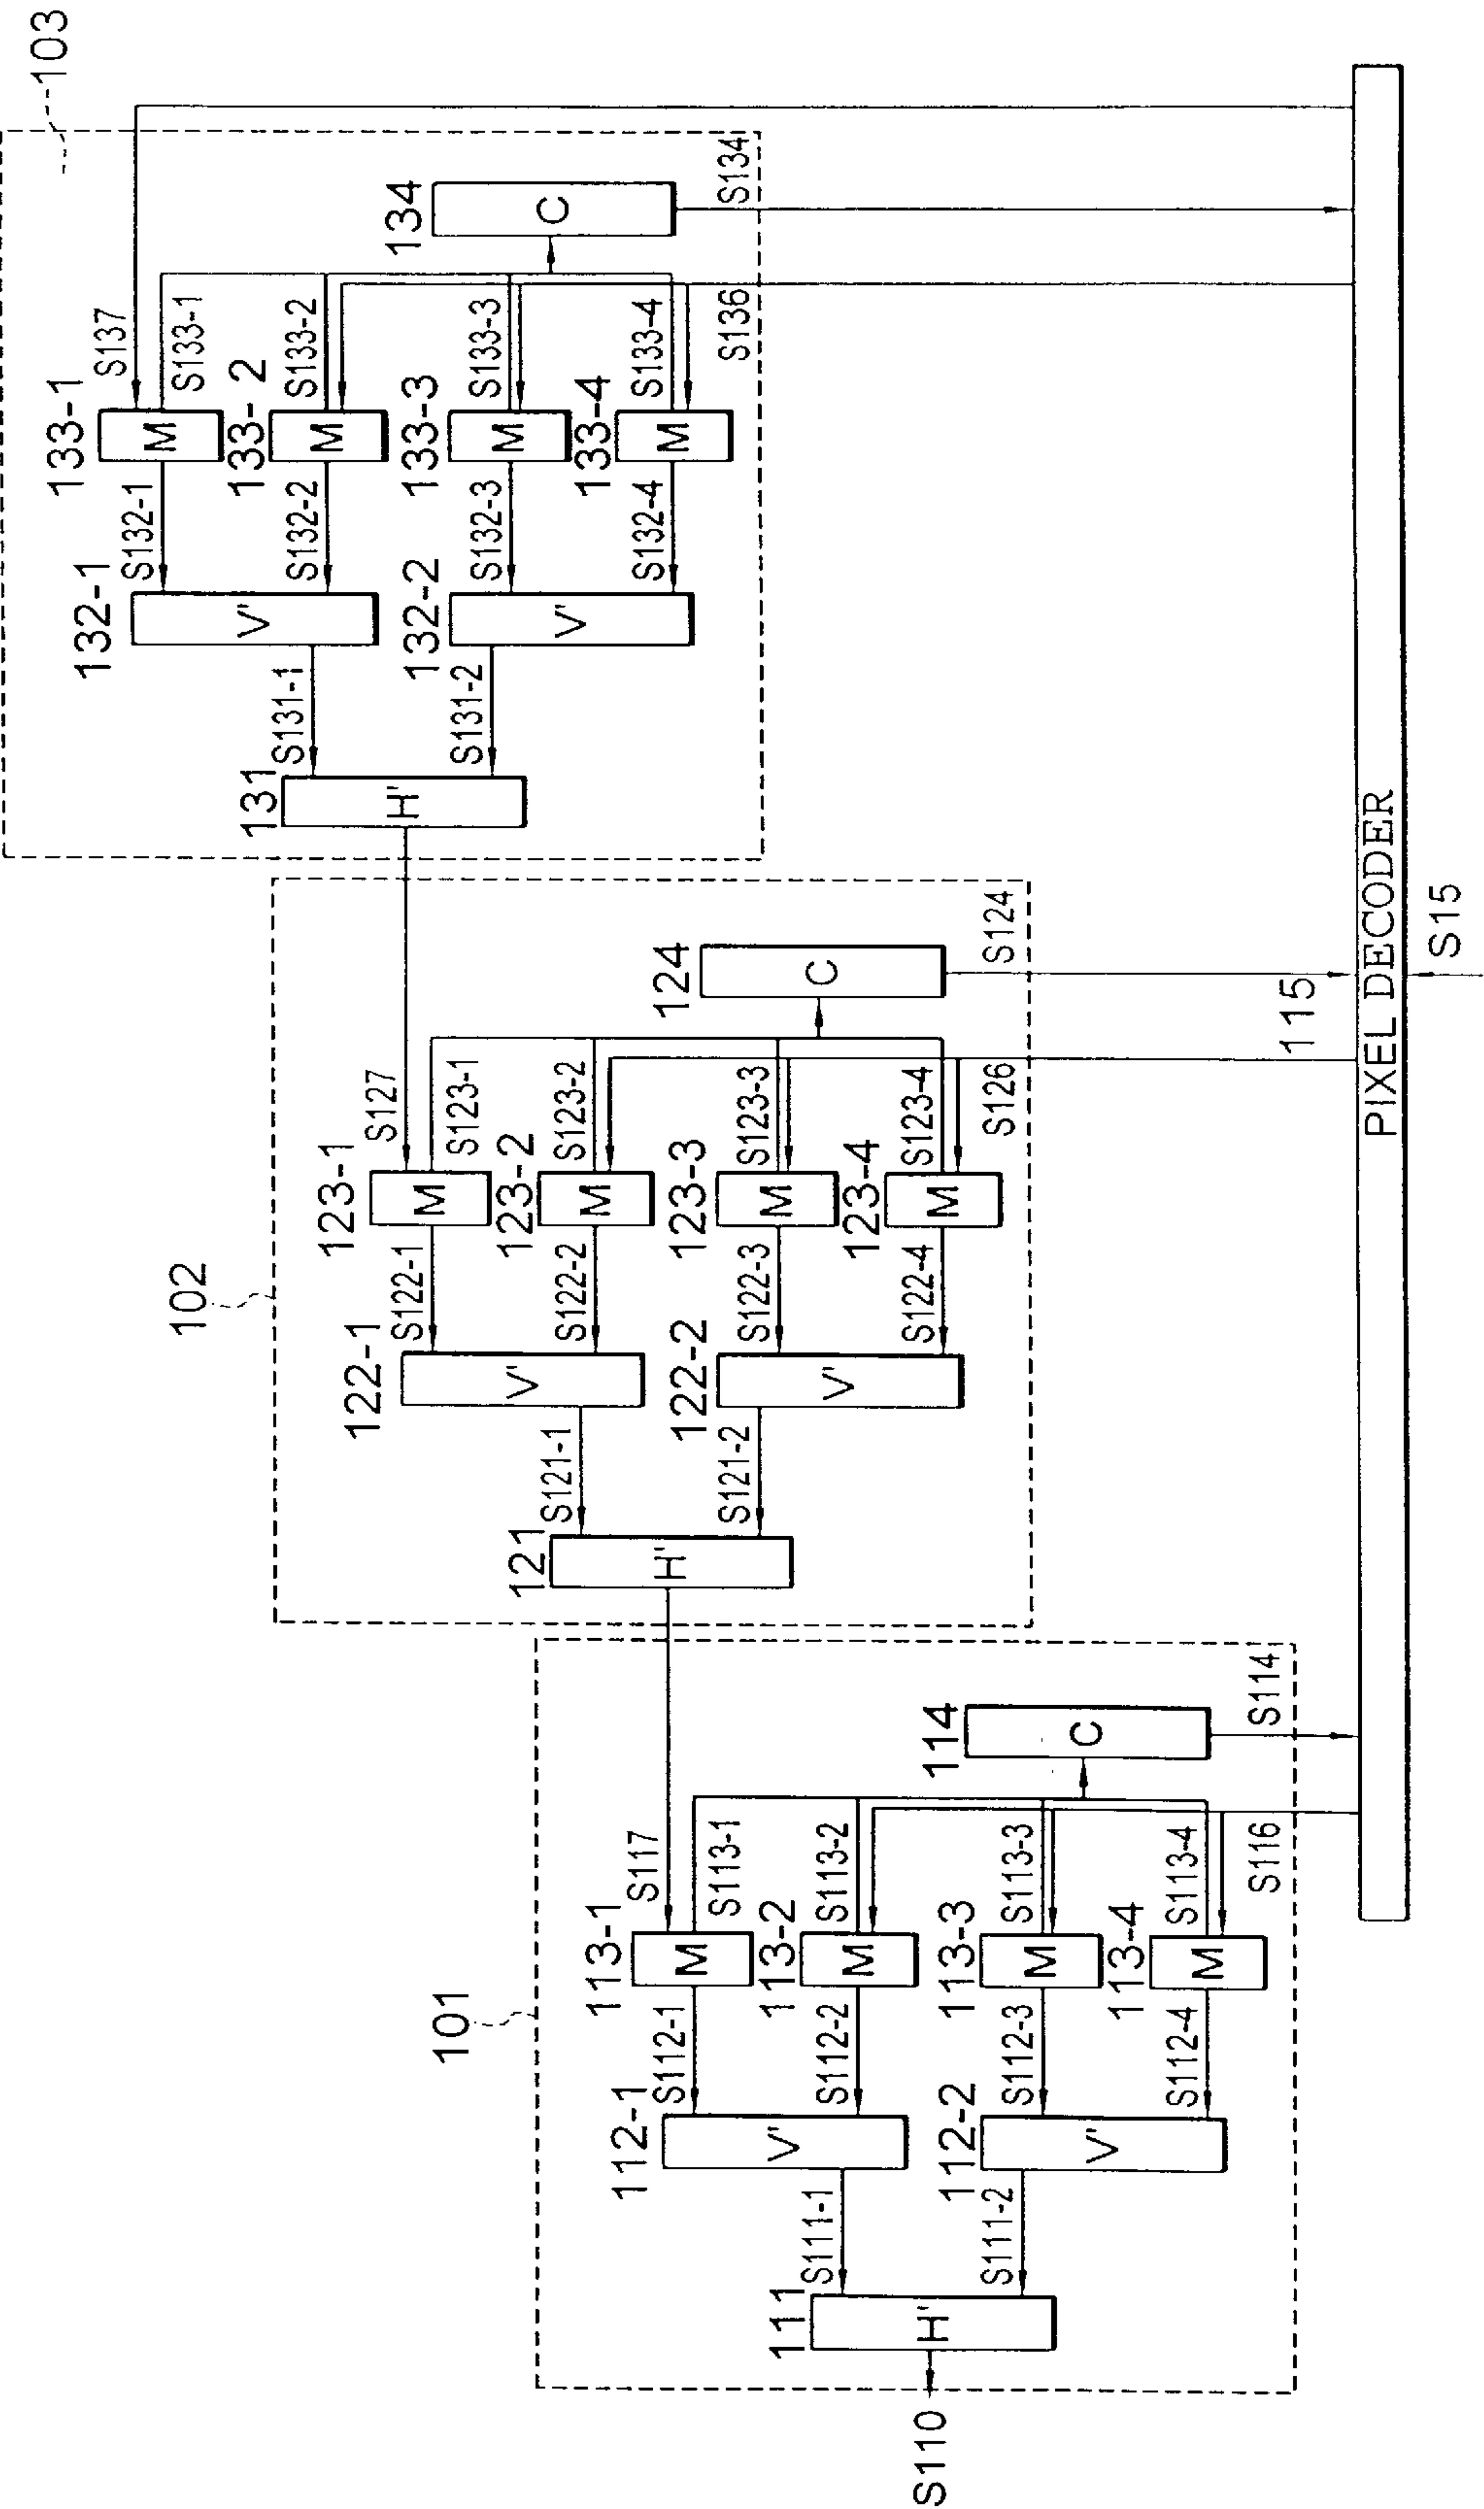 103
S137
133-1
S133-1
S132-1
132-1
M
133-2
S133-2
S132-2
M
V'
134
C
S134
133-3
S133-3
S132-3
132-2
M
133-4
S133-4
S132-4
M
V'
S136
S131-1
S131-2
131
H'
102
S127
123-1
S123-1
S122-1
122-1
M
123-2
S123-2
S122-2
M
V'
124
C
S124
123-3
S123-3
S122-3
122-2
M
123-4
S123-4
S122-4
M
V'
S126
S121-1
S121-2
121
H'
101
S117
113-1
S113-1
S112-1
112-1
M
113-2
S113-2
S112-2
M
V'
114
C
S114
113-3
S113-3
S112-3
112-2
M
113-4
S113-4
S112-4
M
V'
S116
S111-1
S111-2
111
H'
S110
115
PIXEL DECODER
S15